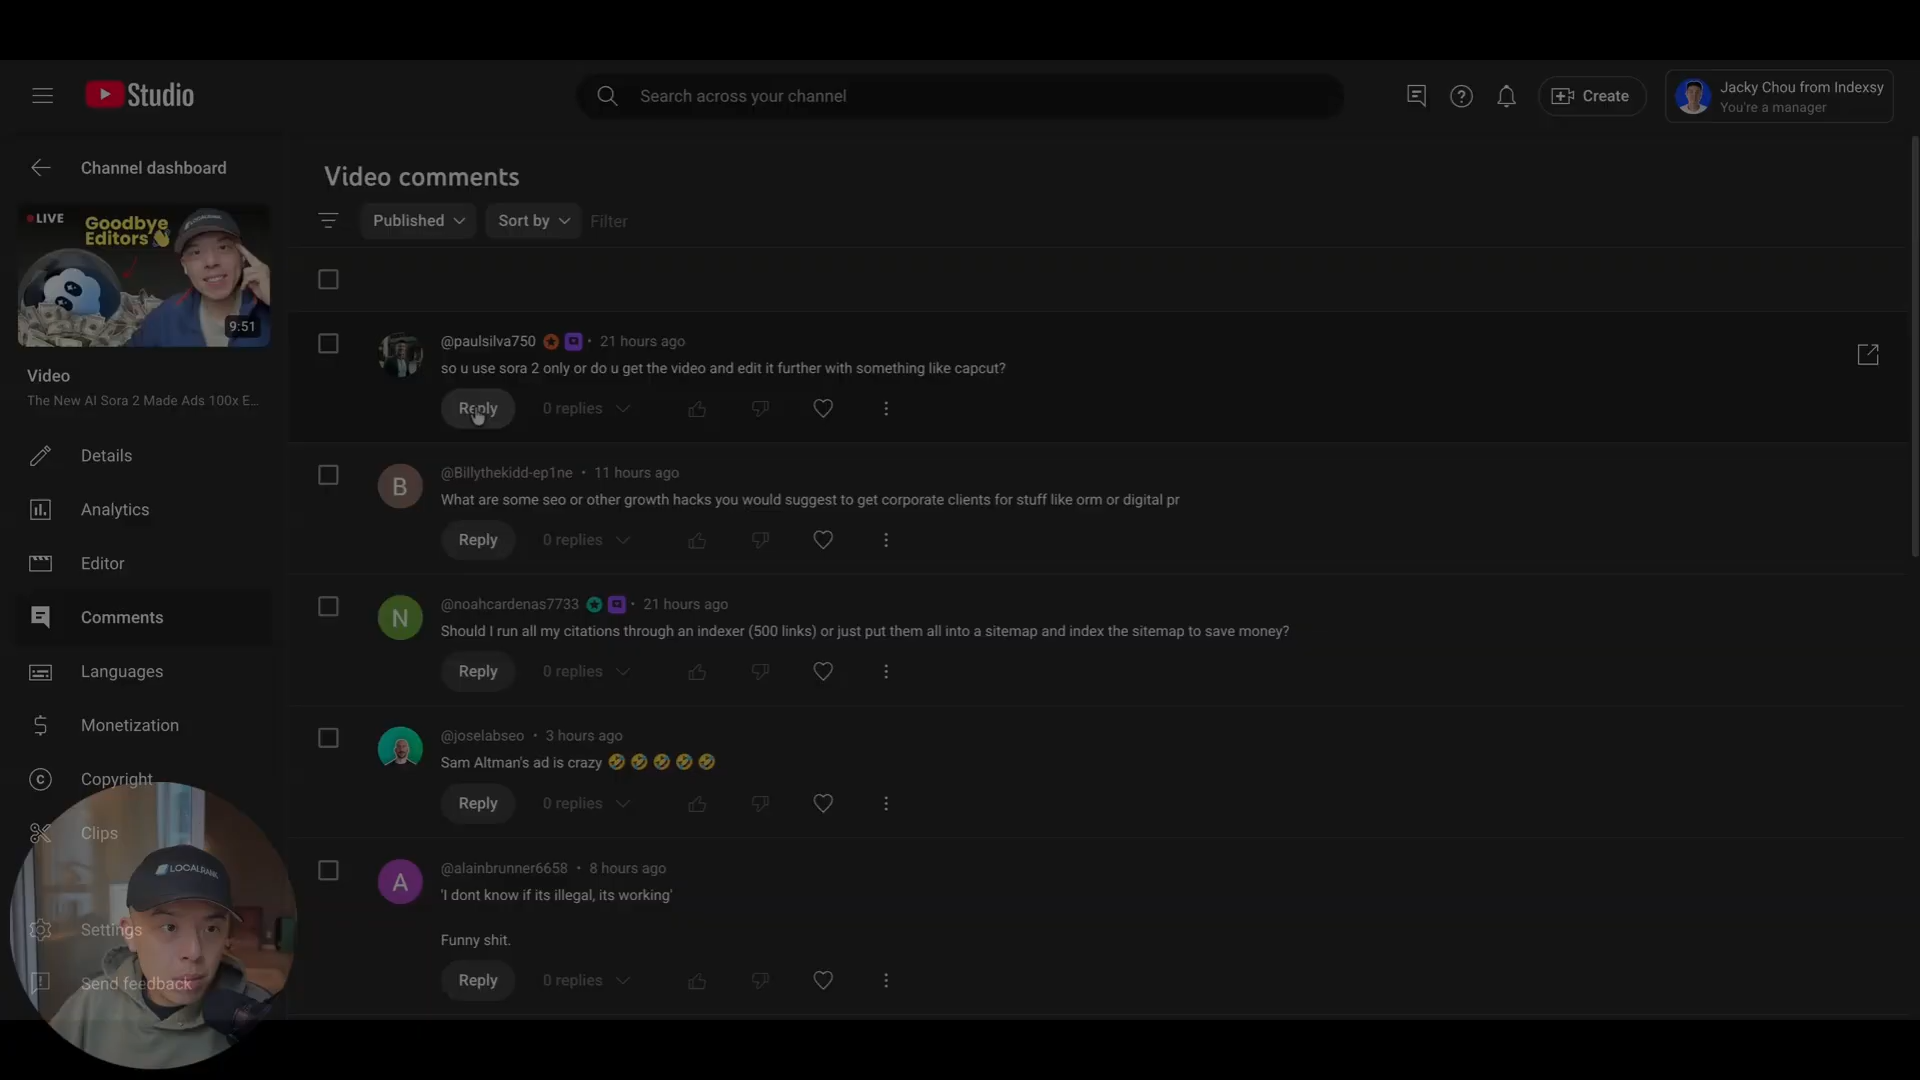 Studio
Search across your channel
Create
Jacky Chou from Indexsy
You're a manager
Channel dashboard
LIVE
Goodbye
Editors
9:51
Video
The New AI Sora 2 Made Ads 100x E...
Details
Analytics
Editor
Comments
Languages
Monetization
Copyright
Clips
Settings
Send feedback
LOCALRANK
Video comments
Published
Sort by
Filter
@paulsilva750 • 21 hours ago
so u use sora 2 only or do u get the video and edit it further with something like capcut?
Reply 0 replies
B
@Billythekidd-ep1ne • 11 hours ago
What are some seo or other growth hacks you would suggest to get corporate clients for stuff like orm or digital pr
Reply 0 replies
N
@noahcardenas7733 • 21 hours ago
Should I run all my citations through an indexer (500 links) or just put them all into a sitemap and index the sitemap to save money?
Reply 0 replies
@joselabseo • 3 hours ago
Sam Altman's ad is crazy 🤣 🤣 🤣 🤣 🤣
Reply 0 replies
A
@alainbrunner6658 • 8 hours ago
'I dont know if its illegal, its working'
Funny shit.
Reply 0 replies